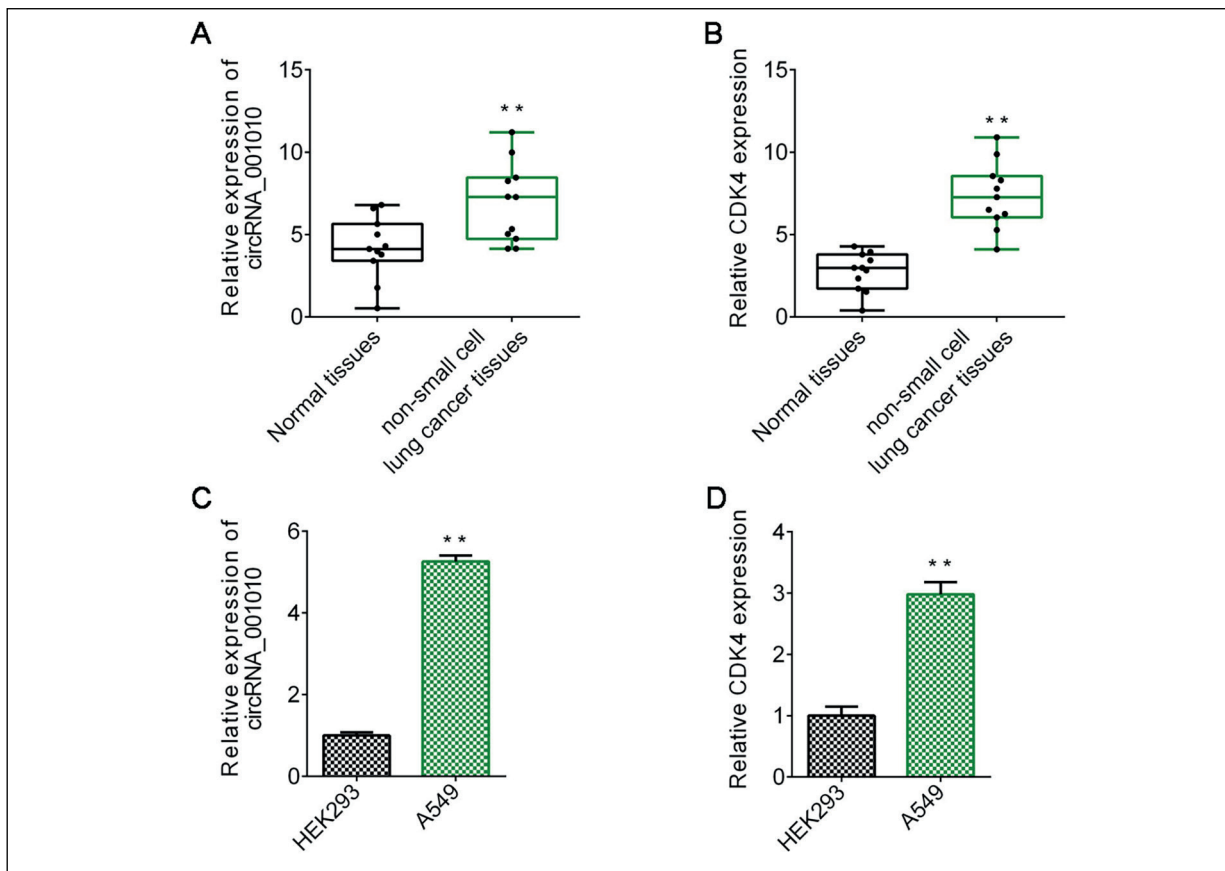 A
Relative expression of
circRNA_001010
15
10
5
0
* *
Normal tissues
non-small cell
lung cancer tissues
B
Relative CDK4 expression
15
10
5
0
* *
Normal tissues
non-small cell
lung cancer tissues
C
Relative expression of
circRNA_001010
6
4
2
0
* *
HEK293
A549
D
Relative CDK4 expression
4
3
2
1
0
* *
HEK293
A549